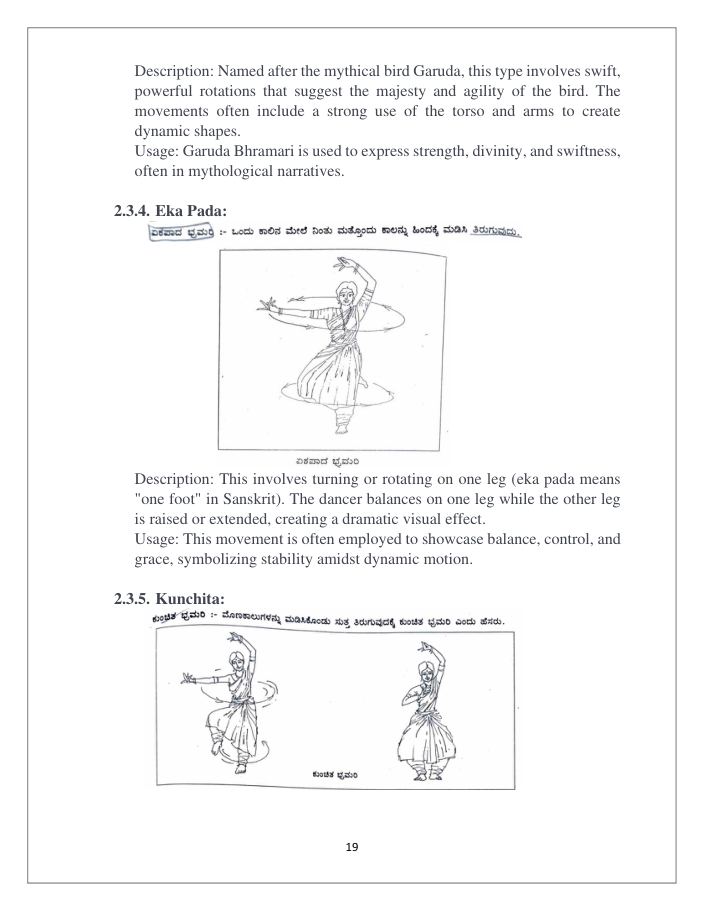 Description: Named after the mythical bird Garuda, this type involves swift,
powerful rotations that suggest the majesty and agility of the bird. The
movements often include a strong use of the torso and arms to create
dynamic shapes.
Usage: Garuda Bhramari is used to express strength, divinity, and swiftness,
often in mythological narratives.
2.3.4. Eka Pada:
ಏಕಪಾದ ಭ್ರಮರಿ :- ಒಂದು ಕಾಲಿನ ಮೇಲೆ ನಿಂತು ಮತ್ತೊಂದು ಕಾಲನ್ನು ಹಿಂದಕ್ಕೆ ಮಡಿಸಿ ತಿರುಗುವುದು.
ಏಕಪಾದ ಭ್ರಮರಿ
Description: This involves turning or rotating on one leg (eka pada means
"one foot" in Sanskrit). The dancer balances on one leg while the other leg
is raised or extended, creating a dramatic visual effect.
Usage: This movement is often employed to showcase balance, control, and
grace, symbolizing stability amidst dynamic motion.
2.3.5. Kunchita:
ಕುಂಚಿತ ಭ್ರಮರಿ :- ಮೊಣಕಾಲುಗಳನ್ನು ಮಡಿಸಿಕೊಂಡು ಸುತ್ತ ತಿರುಗುವುದಕ್ಕೆ ಕುಂಚಿತ ಭ್ರಮರಿ ಎಂದು ಹೆಸರು.
ಕುಂಚಿತ ಭ್ರಮರಿ
19